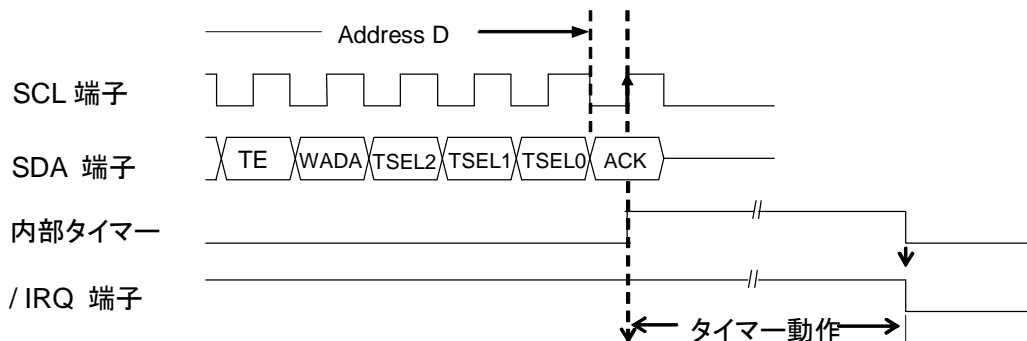 Address D
SCL 端子
SDA 端子
TE WADA TSEL2 TSEL1 TSEL0 ACK
内部タイマー
/ IRQ 端子
タイマー動作